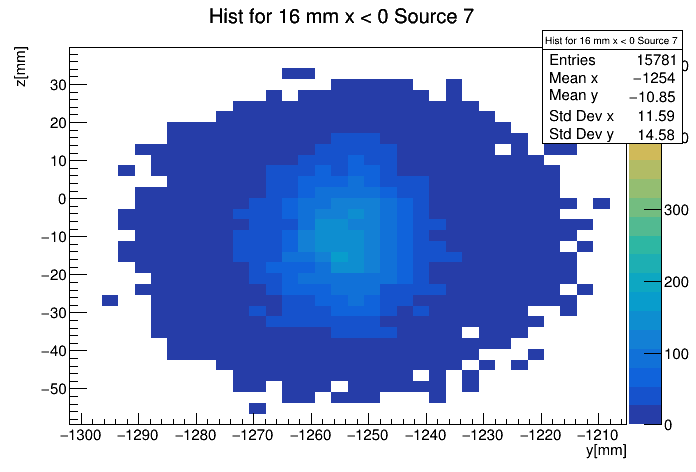 Hist for 16 mm x < 0 Source 7
Hist for 16 mm x < 0 Source 7
Entries 15781
Mean x −1254
Mean y −10.85
Std Dev x 11.59
Std Dev y 14.58
z[mm]
30
20
10
0
−10
−20
−30
−40
−50
−1300 −1290 −1280 −1270 −1260 −1250 −1240 −1230 −1220 −1210
y[mm]
300
200
100
0